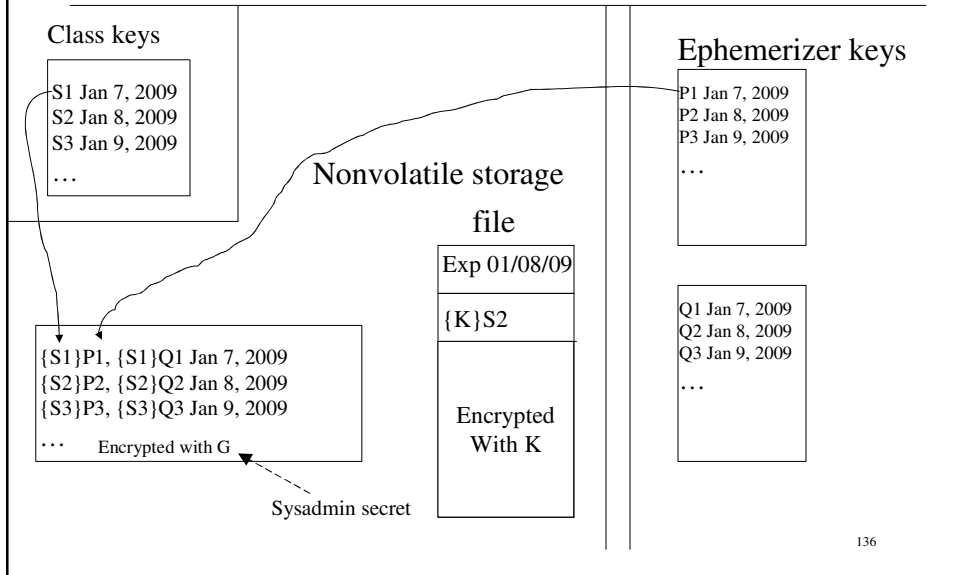 Class keys
S1 Jan 7, 2009
S2 Jan 8, 2009
S3 Jan 9, 2009
…
Ephemerizer keys
P1 Jan 7, 2009
P2 Jan 8, 2009
P3 Jan 9, 2009
…
Nonvolatile storage
file
Exp 01/08/09
{K}S2
Encrypted
With K
Q1 Jan 7, 2009
Q2 Jan 8, 2009
Q3 Jan 9, 2009
…
{S1}P1, {S1}Q1 Jan 7, 2009
{S2}P2, {S2}Q2 Jan 8, 2009
{S3}P3, {S3}Q3 Jan 9, 2009
… Encrypted with G
Sysadmin secret
136